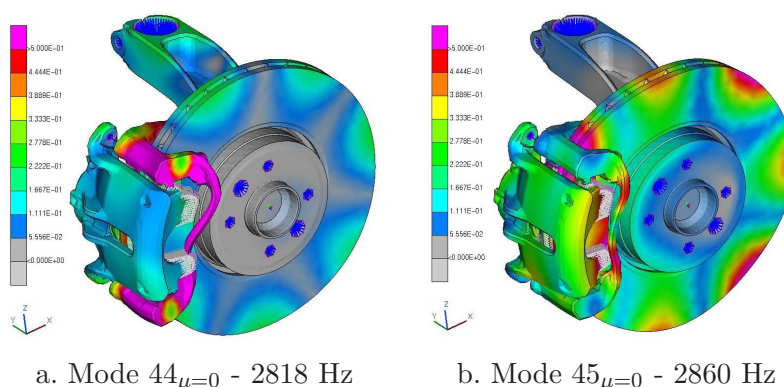 >5.000E-01
4.444E-01
3.889E-01
3.333E-01
2.778E-01
2.222E-01
1.667E-01
1.111E-01
5.556E-02
<0.000E+00
Z
Y
X
a. Mode 44μ=0 - 2818 Hz
>5.000E-01
4.444E-01
3.889E-01
3.333E-01
2.778E-01
2.222E-01
1.667E-01
1.111E-01
5.556E-02
<0.000E+00
Z
Y
X
b. Mode 45μ=0 - 2860 Hz